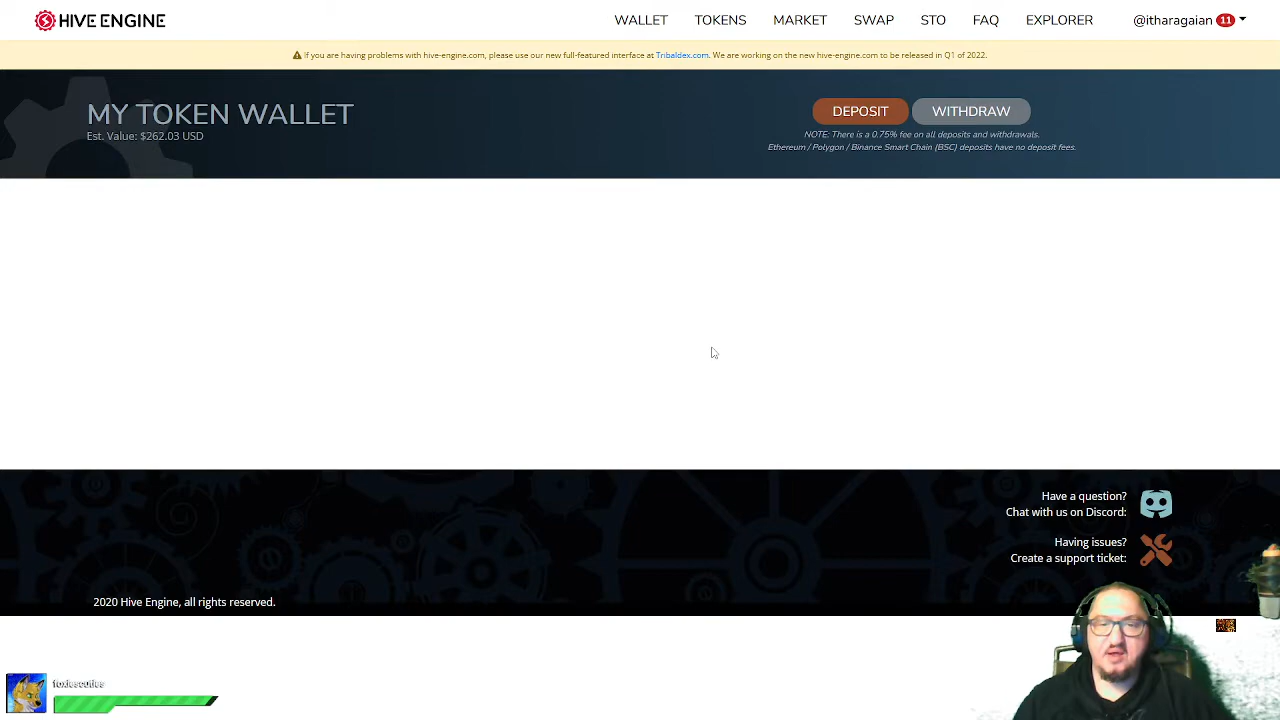 HIVE ENGINE
WALLET TOKENS MARKET SWAP STO FAQ EXPLORER @itharagaian 11
If you are having problems with hive-engine.com, please use our new full-featured interface at Tribaldex.com. We are working on the new hive-engine.com to be released in Q1 of 2022.
MY TOKEN WALLET
Est. Value: $262.03 USD
DEPOSIT WITHDRAW
NOTE: There is a 0.75% fee on all deposits and withdrawals.
Ethereum / Polygon / Binance Smart Chain (BSC) deposits have no deposit fees.
Have a question?
Chat with us on Discord:
Having issues?
Create a support ticket:
2020 Hive Engine, all rights reserved.
foxiescuties